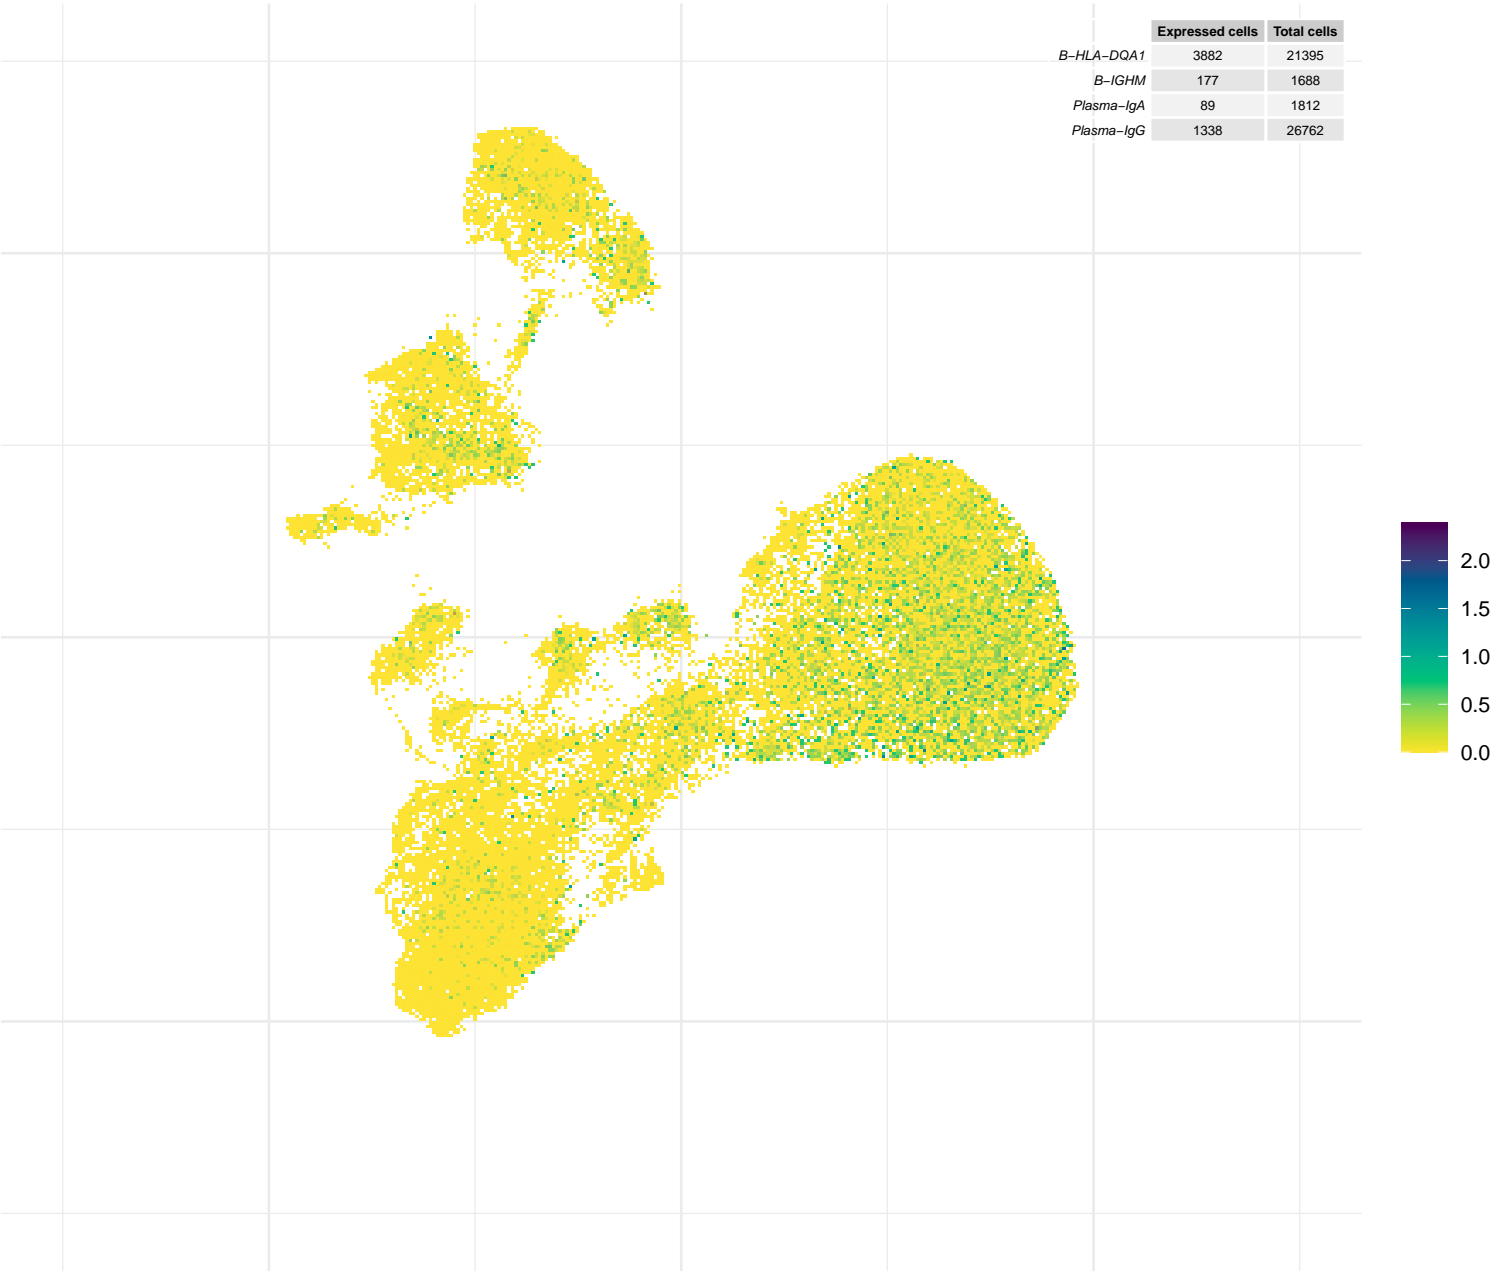 Expressed cells Total cells
B–HLA–DQA1 3882 21395
B–IGHM 177 1688
Plasma–IgA 89 1812
Plasma–IgG 1338 26762
2.0
1.5
1.0
0.5
0.0